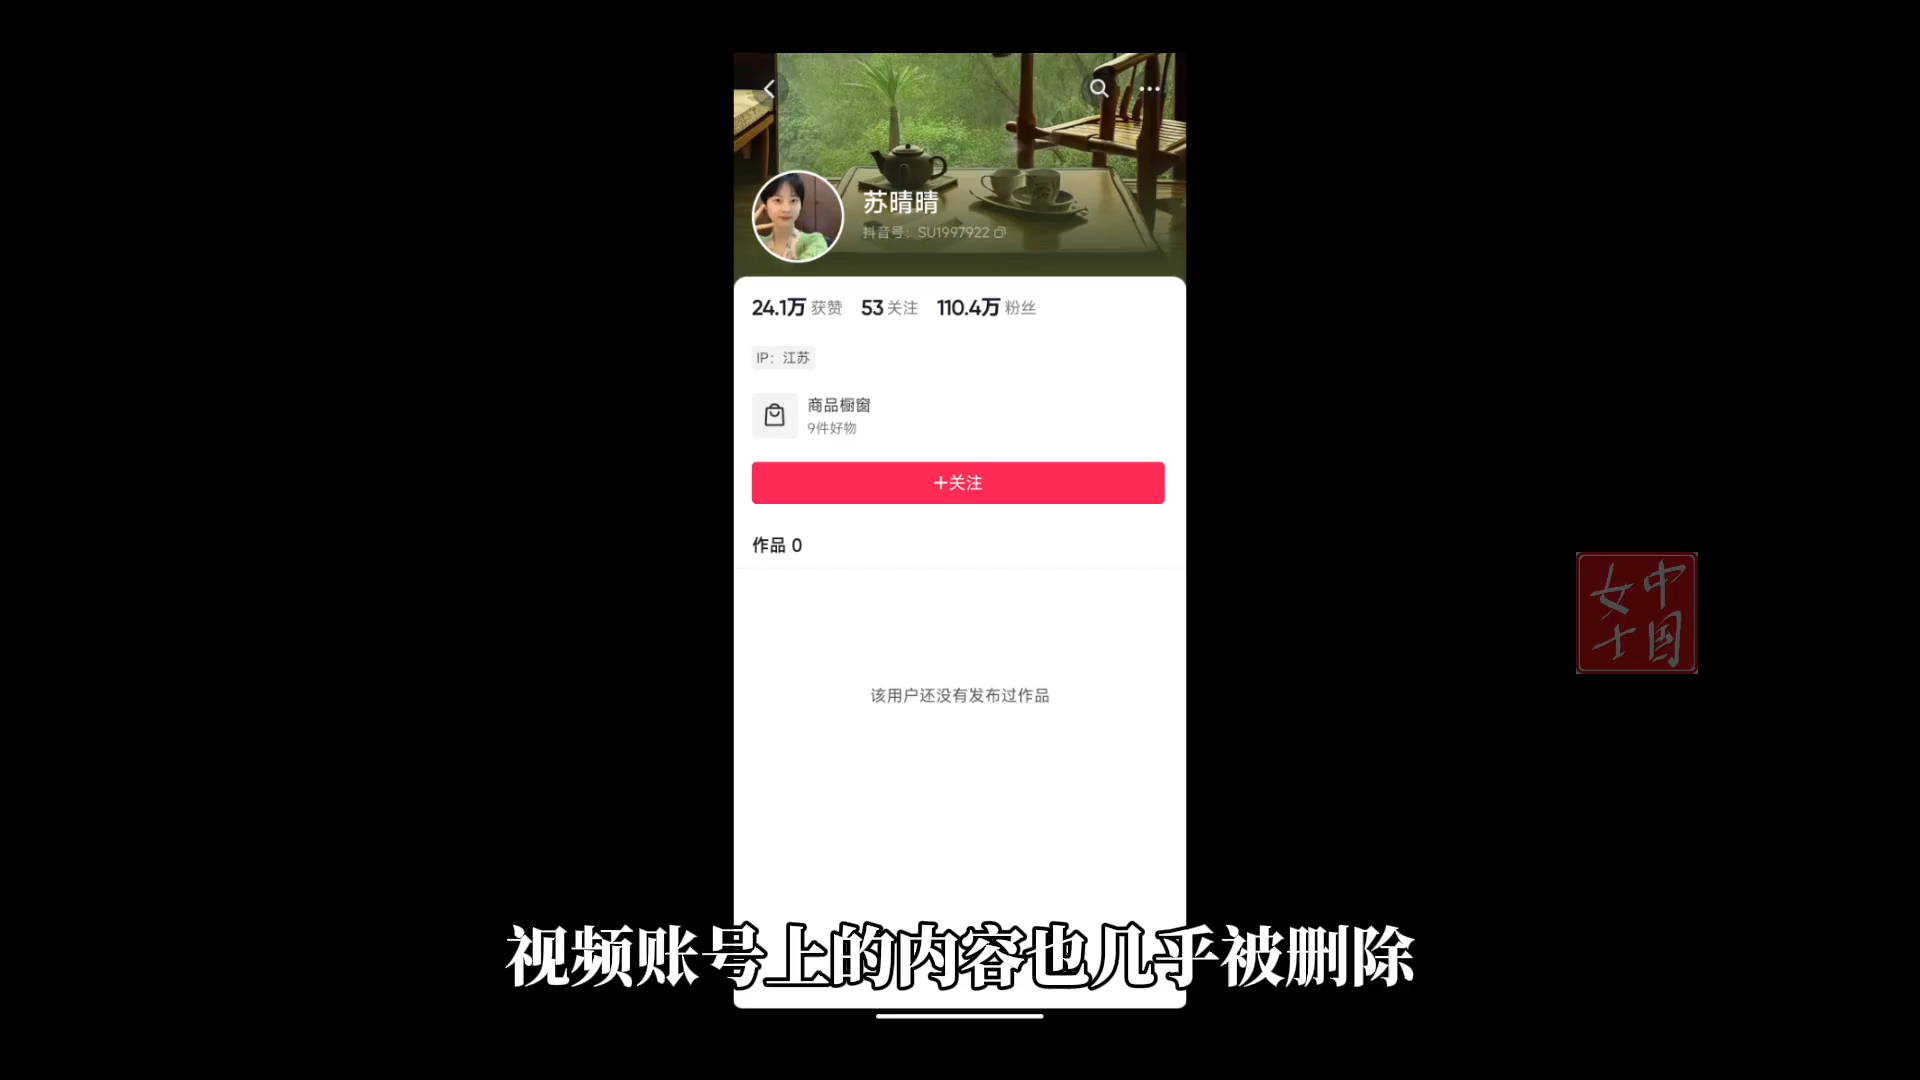 苏晴晴
抖音号：SU1997922
24.1万 获赞 53 关注 110.4万 粉丝
IP：江苏
商品橱窗
9件好物
+关注
作品 0
该用户还没有发布过作品
中国
女士
视频账号上的内容也几乎被删除